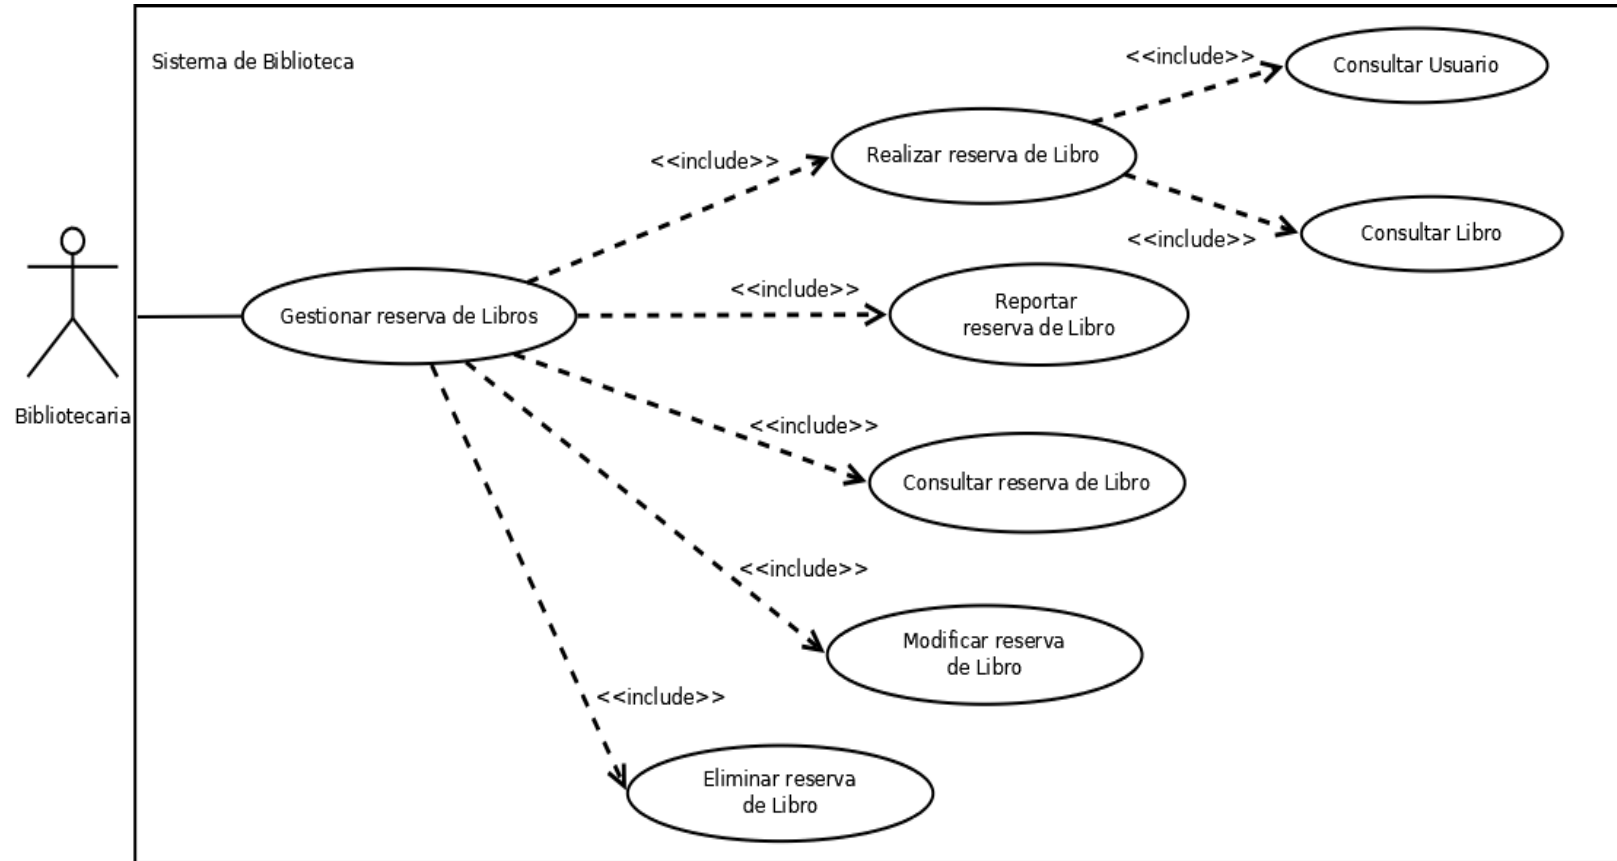 Sistema de Biblioteca
<<include>>
Consultar Usuario
<<include>>
Realizar reserva de Libro
<<include>>
Consultar Libro
<<include>>
Reportar
reserva de Libro
Gestionar reserva de Libros
Bibliotecaria
<<include>>
Consultar reserva de Libro
<<include>>
Modificar reserva
de Libro
<<include>>
Eliminar reserva
de Libro